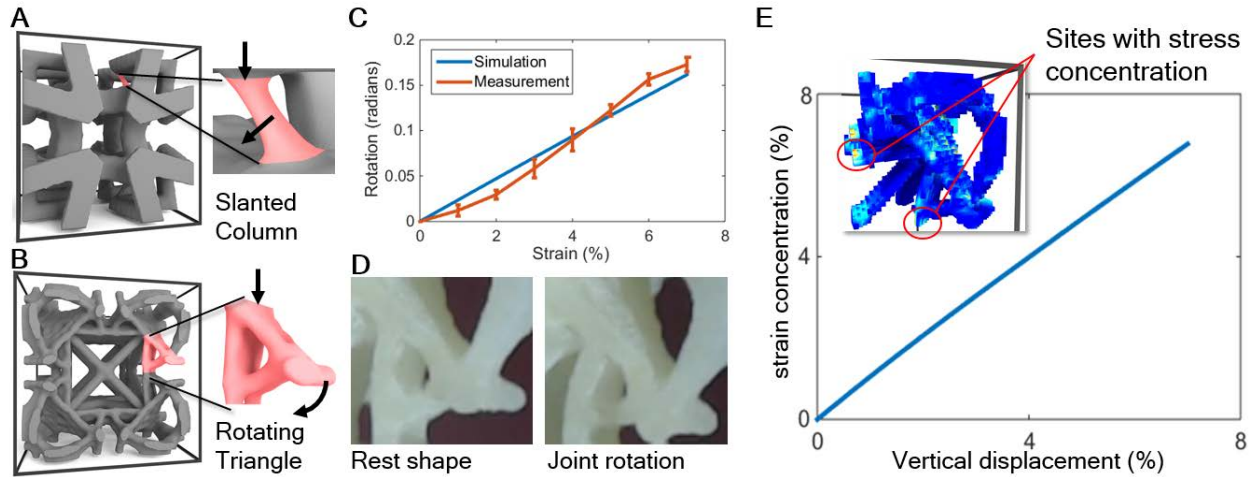 A
Slanted
Column
B
Rotating
Triangle
C
0.2
0.15
0.1
0.05
0
Rotation (radians)
Simulation
Measurement
0 2 4 6 8
Strain (%)
D
Rest shape
Joint rotation
E
Sites with stress
concentration
8
4
0
strain concentration (%)
0 4 8
Vertical displacement (%)